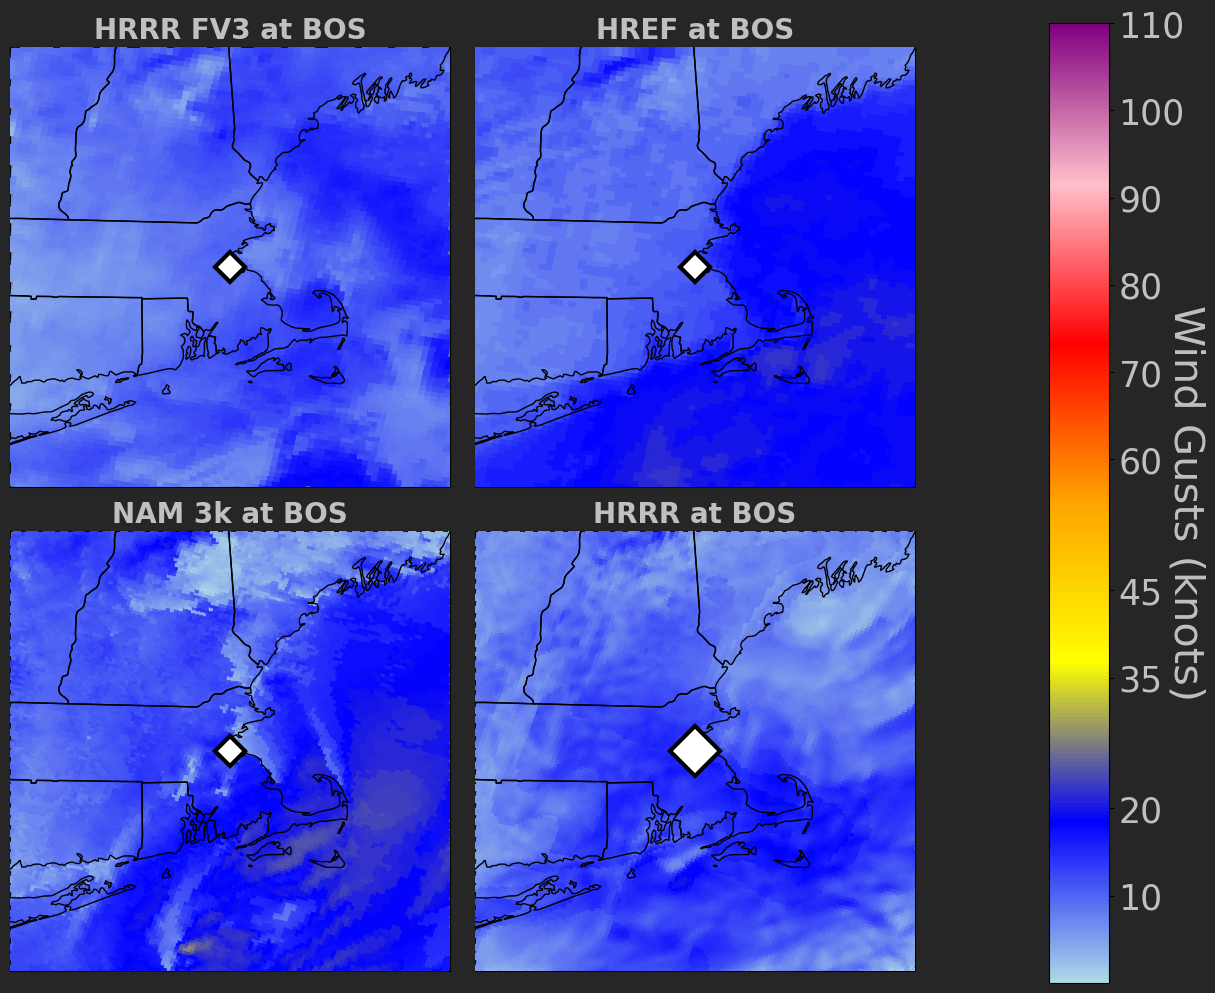 HRRR FV3 at BOS
HREF at BOS
NAM 3k at BOS
HRRR at BOS
110
100
90
80
70
60
45
35
20
10
Wind Gusts (knots)